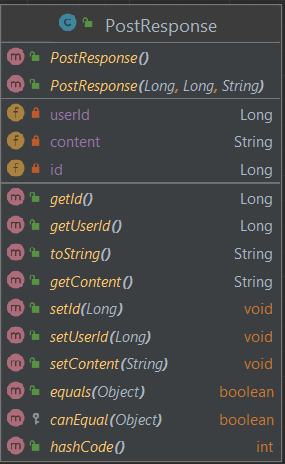 PostResponse
PostResponse()
PostResponse(Long, Long, String)
userId Long
content String
id Long
getId() Long
getUserId() Long
toString() String
getContent() String
setId(Long) void
setUserId(Long) void
setContent(String) void
equals(Object) boolean
canEqual(Object) boolean
hashCode() int